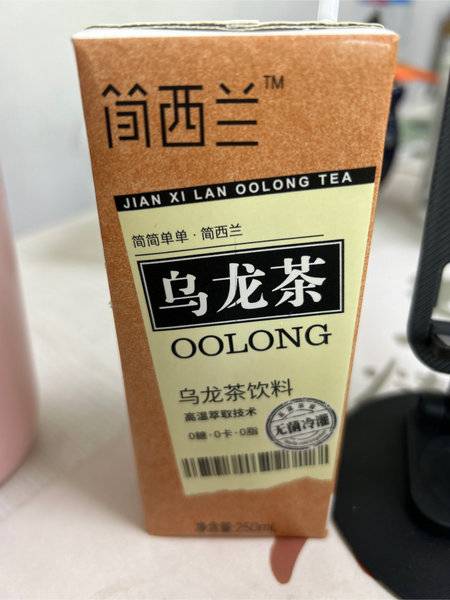 简西兰™
JIAN XI LAN OOLONG TEA
简简单单·简西兰
乌龙茶
OOLONG
乌龙茶饮料
高温萃取技术
0糖·0卡·0脂
无菌冷灌
净含量:250mL